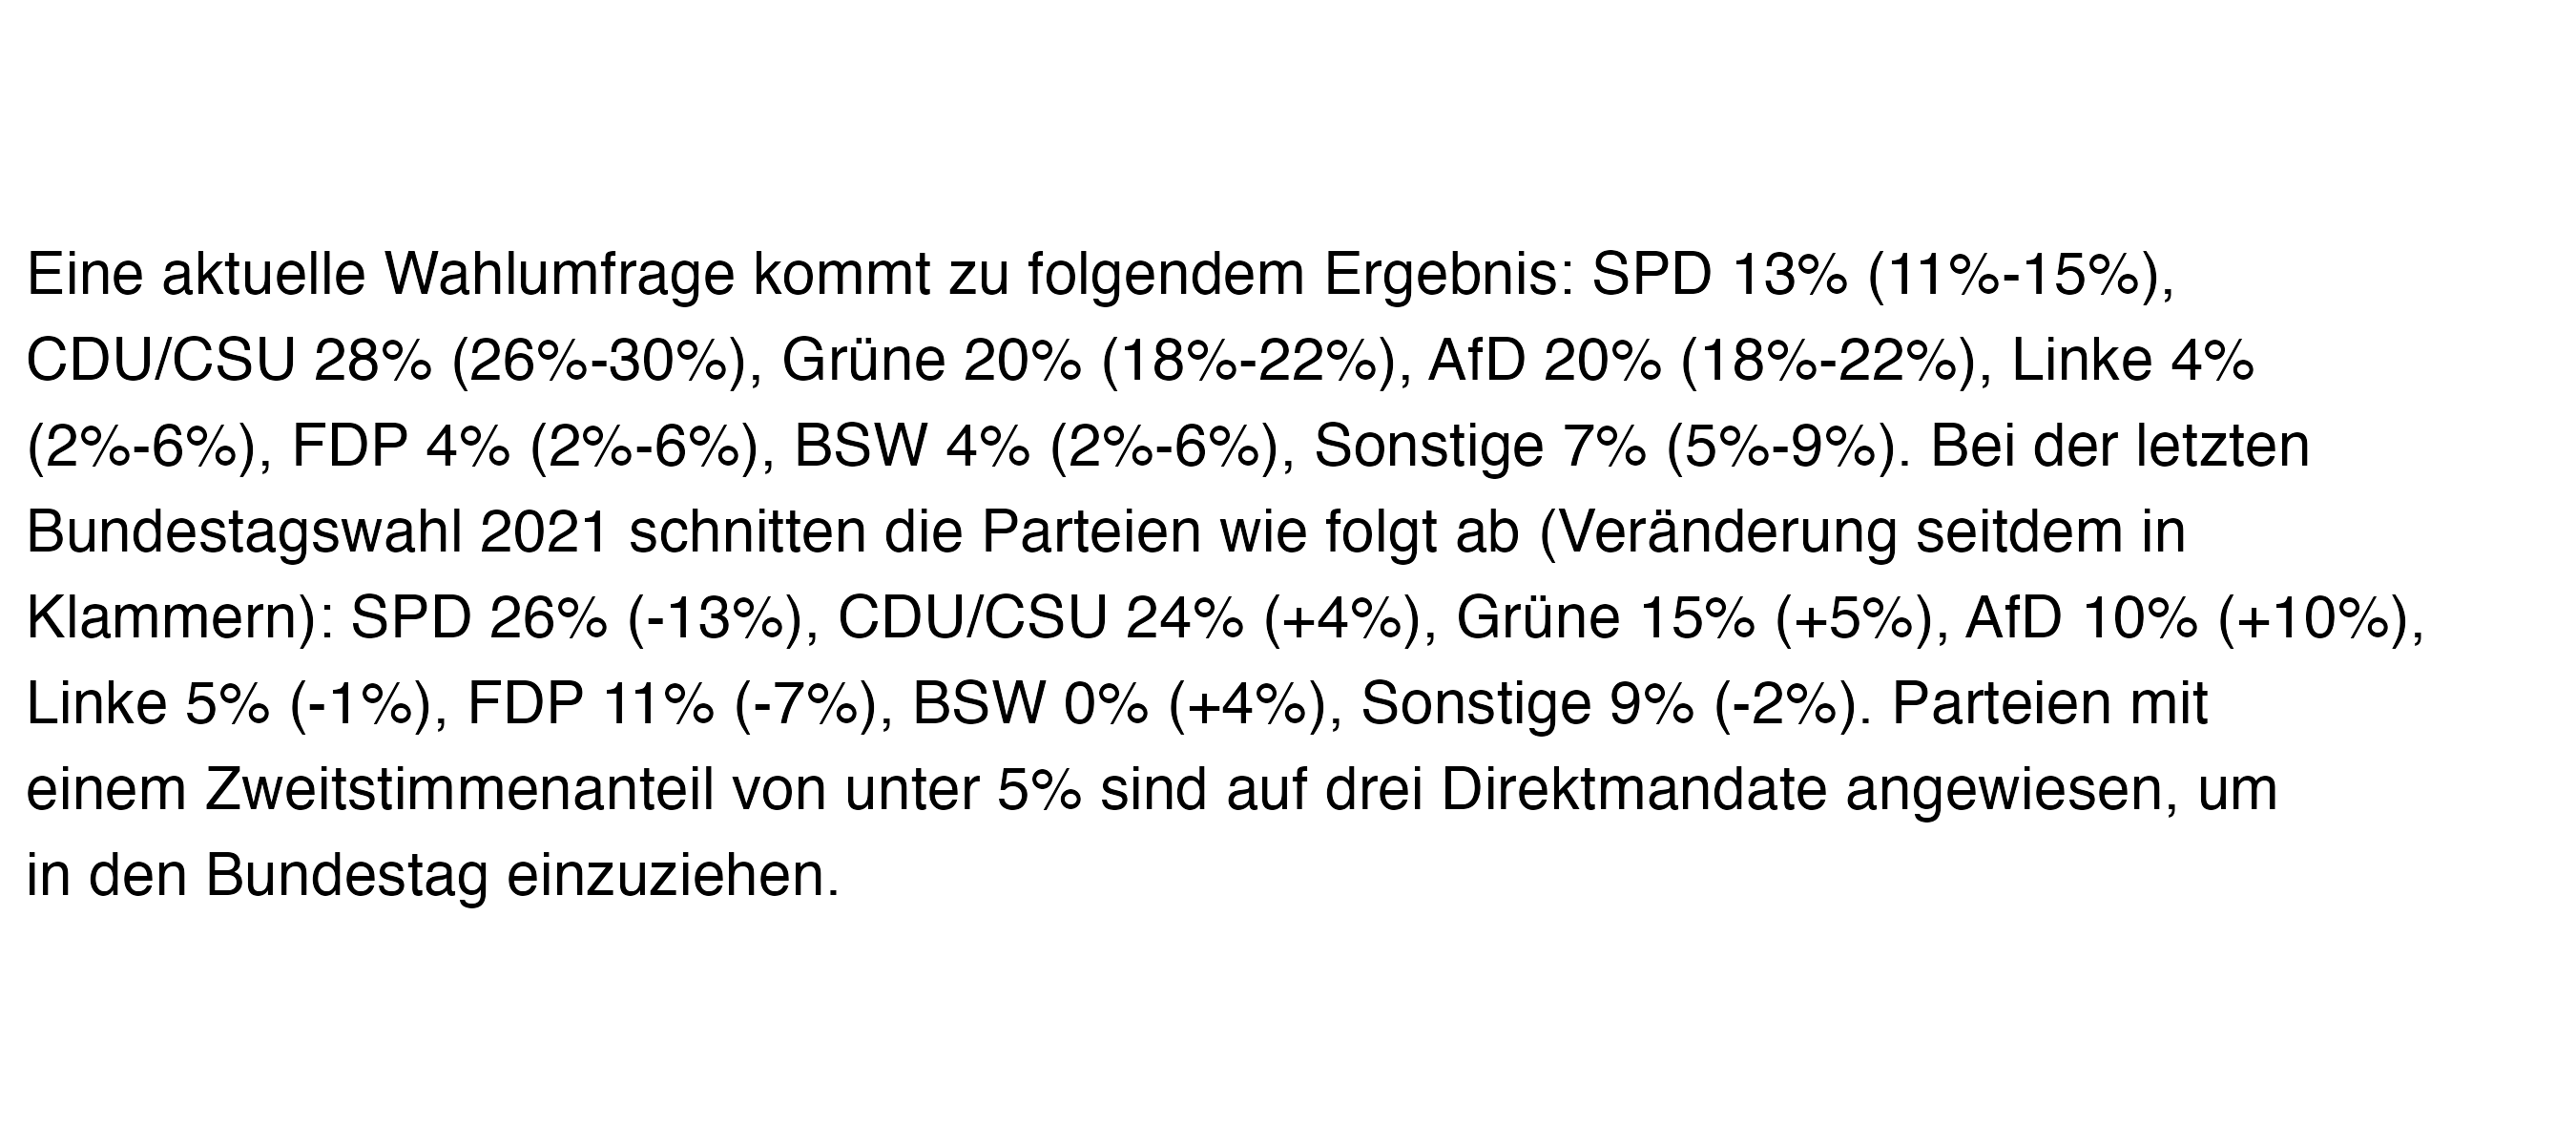 Eine aktuelle Wahlumfrage kommt zu folgendem Ergebnis: SPD 13% (11%-15%),
CDU/CSU 28% (26%-30%), Grüne 20% (18%-22%), AfD 20% (18%-22%), Linke 4%
(2%-6%), FDP 4% (2%-6%), BSW 4% (2%-6%), Sonstige 7% (5%-9%). Bei der letzten
Bundestagswahl 2021 schnitten die Parteien wie folgt ab (Veränderung seitdem in
Klammern): SPD 26% (-13%), CDU/CSU 24% (+4%), Grüne 15% (+5%), AfD 10% (+10%),
Linke 5% (-1%), FDP 11% (-7%), BSW 0% (+4%), Sonstige 9% (-2%). Parteien mit
einem Zweitstimmenanteil von unter 5% sind auf drei Direktmandate angewiesen, um
in den Bundestag einzuziehen.